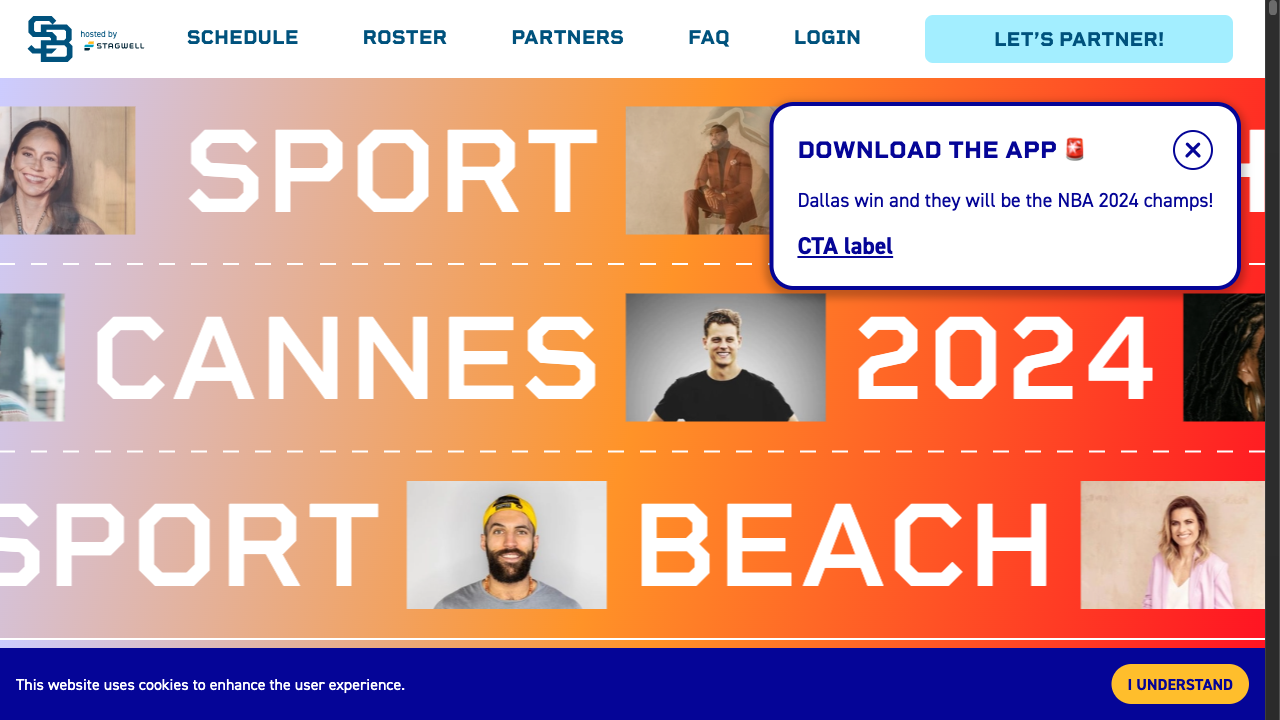 SB hosted by
STAGWELL
SCHEDULE ROSTER PARTNERS FAQ LOGIN LET’S PARTNER!
SPORT
DOWNLOAD THE APP 🚨
Dallas win and they will be the NBA 2024 champs!
CTA label
CANNES 2024
SPORT BEACH
This website uses cookies to enhance the user experience.
I UNDERSTAND